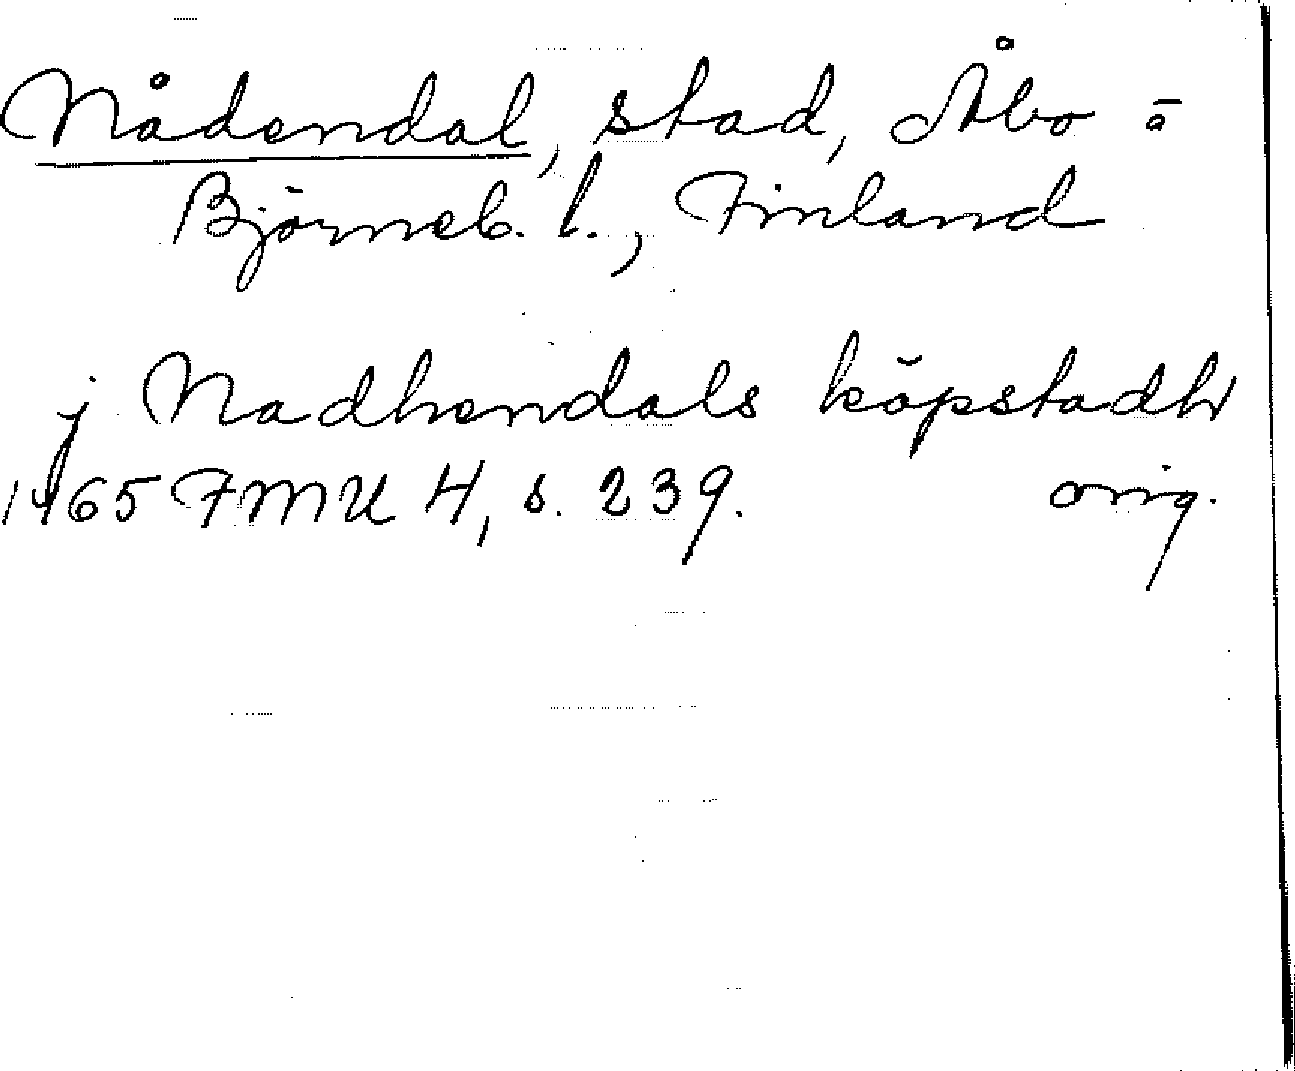 Nådendal, stad, Åbo o
Björneb. l., Finland
j Nadhendals köpstadh
1465 FMU 4, s. 239. orig.